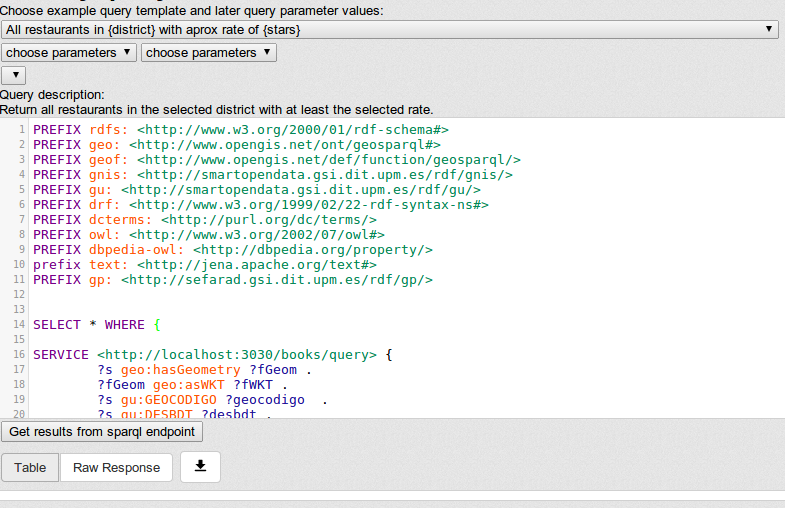 Choose example query template and later query parameter values:
All restaurants in {district} with aprox rate of {stars}
choose parameters choose parameters
Query description:
Return all restaurants in the selected district with at least the selected rate.
1 PREFIX rdfs: <http://www.w3.org/2000/01/rdf-schema#>
2 PREFIX geo: <http://www.opengis.net/ont/geosparql#>
3 PREFIX geof: <http://www.opengis.net/def/function/geosparql/>
4 PREFIX gnis: <http://smartopendata.gsi.dit.upm.es/rdf/gnis/>
5 PREFIX gu: <http://smartopendata.gsi.dit.upm.es/rdf/gu/>
6 PREFIX drf: <http://www.w3.org/1999/02/22-rdf-syntax-ns#>
7 PREFIX dcterms: <http://purl.org/dc/terms/>
8 PREFIX owl: <http://www.w3.org/2002/07/owl#>
9 PREFIX dbpedia-owl: <http://dbpedia.org/property/>
10 prefix text: <http://jena.apache.org/text#>
11 PREFIX gp: <http://sefarad.gsi.dit.upm.es/rdf/gp/>
12
13
14 SELECT * WHERE {
15
16 SERVICE <http://localhost:3030/books/query> {
17 ?s geo:hasGeometry ?fGeom .
18 ?fGeom geo:asWKT ?fWKT .
19 ?s gu:GEOCODIGO ?geocodigo .
20 ?s gu:DESBDT ?desbdt .
Get results from sparql endpoint
Table Raw Response